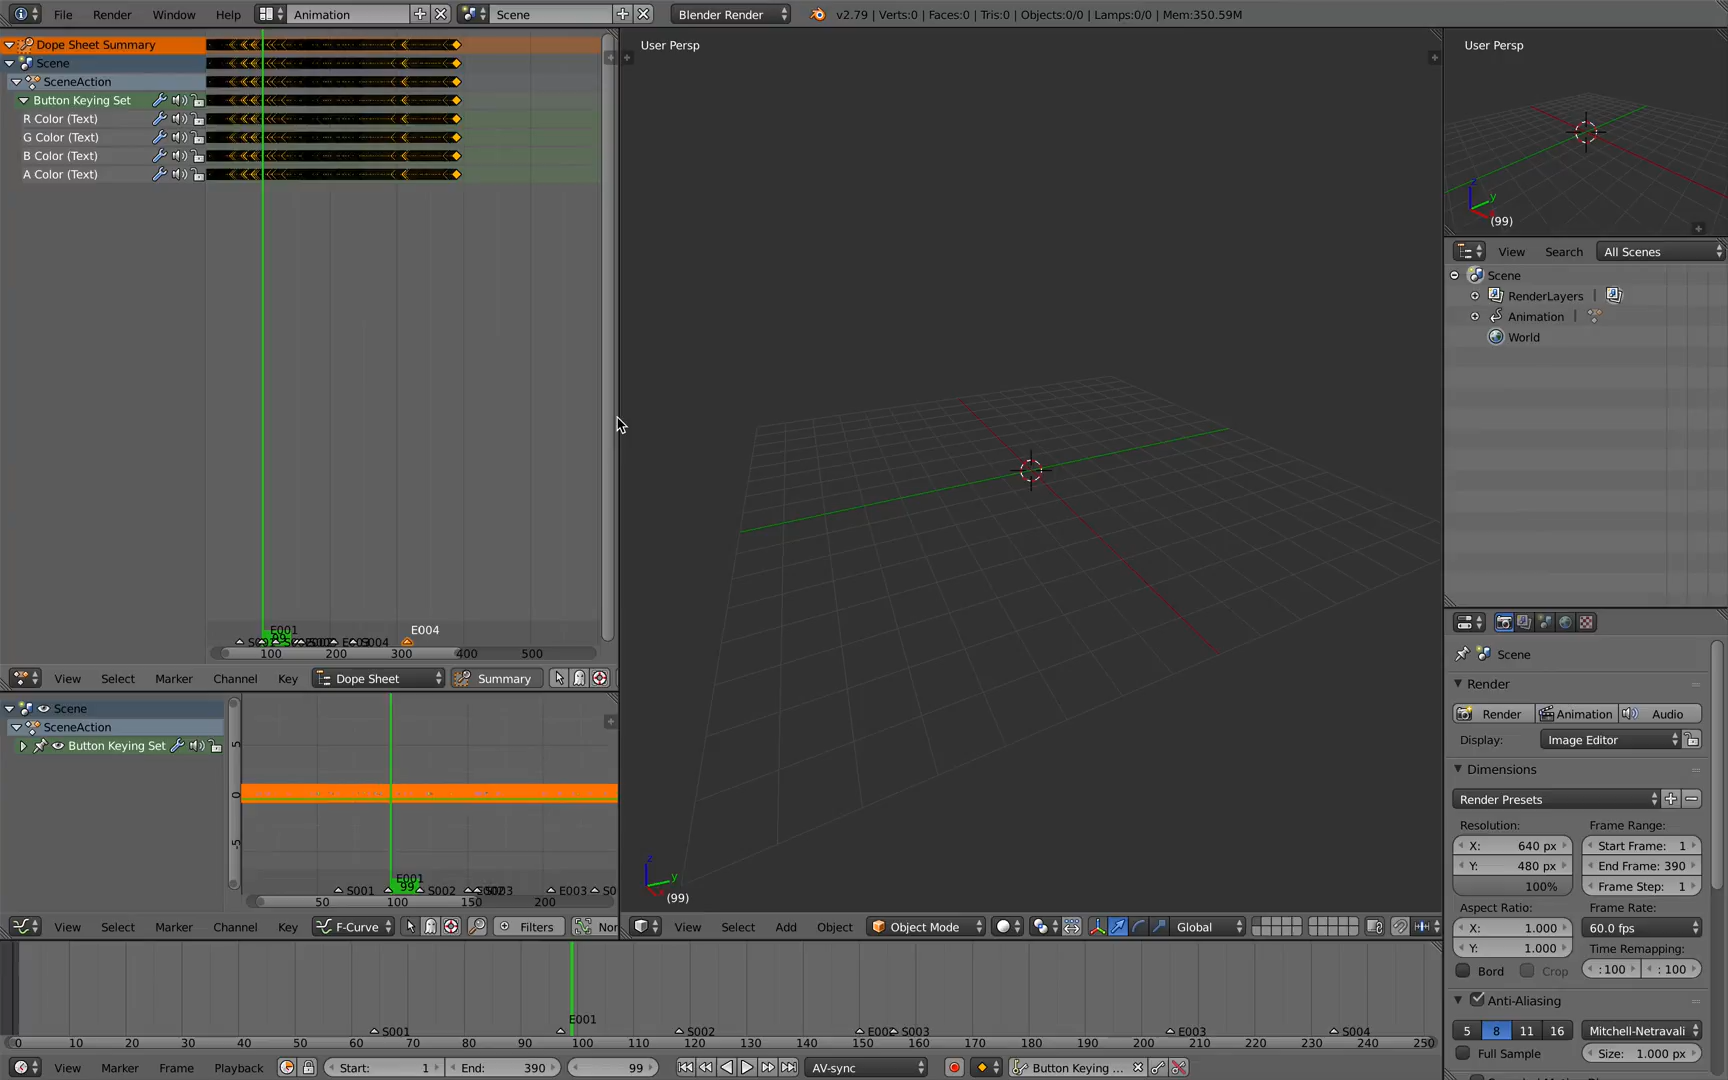 File Render Window Help Animation Scene Blender Render v2.79 | Verts:0 | Faces:0 | Tris:0 | Objects:0/0 | Lamps:0/0 | Mem:350.59M
Dope Sheet Summary
Scene
SceneAction
Button Keying Set
R Color (Text)
G Color (Text)
B Color (Text)
A Color (Text)
E001 E004
S004
100 200 300 400 500
View Select Marker Channel Key Dope Sheet Summary
Scene
SceneAction
Button Keying Set
5
0
-5
E001
99
S001 S002 S003 E003
50 100 150 200
View Select Marker Channel Key F-Curve Filters Nor
User Persp
(99)
View Select Add Object Object Mode Global
User Persp
(99)
View Search All Scenes
Scene
RenderLayers
Animation
World
Scene
Render
Render Animation Audio
Display: Image Editor
Dimensions
Render Presets
Resolution: Frame Range:
X: 640 px Start Frame: 1
Y: 480 px End Frame: 390
100% Frame Step: 1
Aspect Ratio: Frame Rate:
X: 1.000 60.0 fps
Y: 1.000 Time Remapping:
Bord Crop :100 :100
Anti-Aliasing
5 8 11 16 Mitchell-Netravali
Full Sample Size: 1.000 px
E001
S001 S002 E002 S003 E003 S004
0 10 20 30 40 50 60 70 80 90 100 110 120 130 140 150 160 170 180 190 200 210 220 230 240 250
View Marker Frame Playback Start: 1 End: 390 99 AV-sync Button Keying ...